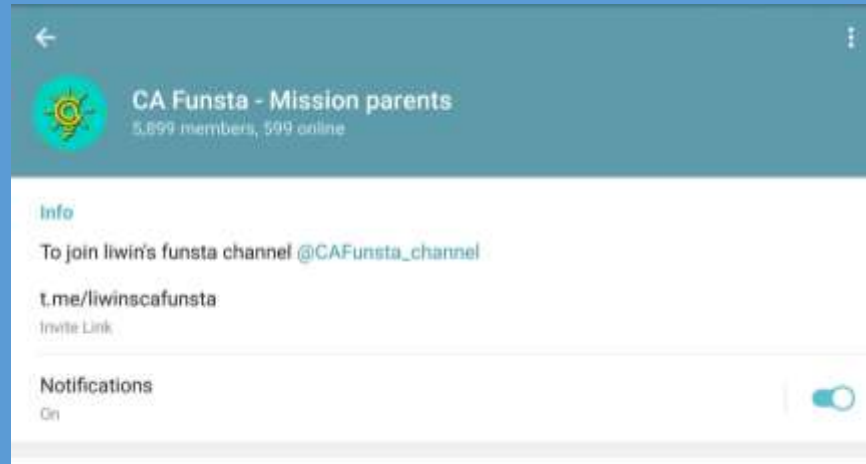 CA Funsta - Mission parents
5,899 members, 599 online
Info
To join liwin's funsta channel @CAFunsta_channel
t.me/liwinscafunsta
Invite Link
Notifications
On